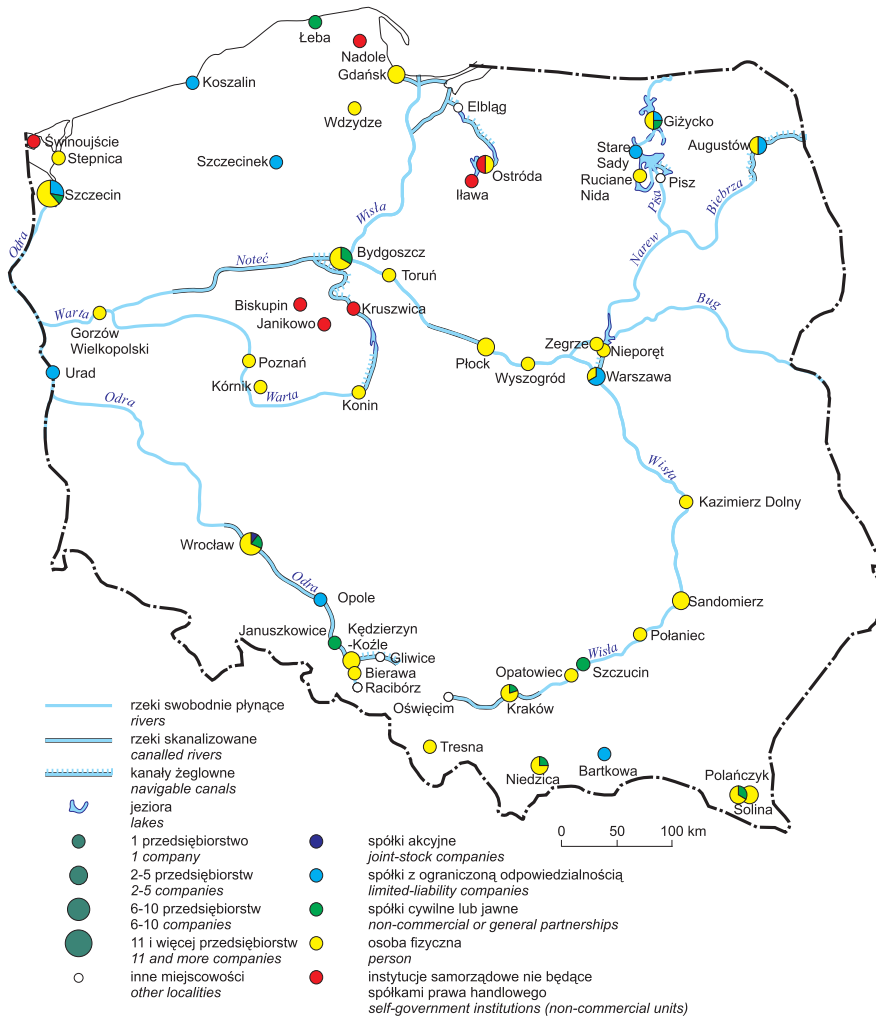 Łeba
Nadole
Gdańsk
Koszalin
Elbląg
Wdzydze
Giżycko
Świnoujście
Stepnica
Stare
Sady
Augustów
Szczecinek
Ostróda
Iława
Ruciane
Nida
Pisz
Szczecin
Pisa
Biebrza
Wisła
Odra
Narew
Noteć
Bydgoszcz
Toruń
Biskupin
Kruszwica
Janikowo
Bug
Warta
Gorzów
Wielkopolski
Zegrze
Nieporęt
Płock
Poznań
Wyszogród
Warszawa
Urad
Kórnik
Warta
Konin
Odra
Wisła
Kazimierz Dolny
Wrocław
Odra
Opole
Sandomierz
Januszkowice
Kędzierzyn
-Koźle
Połaniec
Wisła
Gliwice
Bierawa
Racibórz
Opatowiec
Szczucin
Oświęcim
Kraków
Tresna
Niedzica
Bartkowa
Polańczyk
Solina
rzeki swobodnie płynące
rivers
rzeki skanalizowane
canalled rivers
kanały żeglowne
navigable canals
jeziora
lakes
0 50 100 km
1 przedsiębiorstwo
1 company
2-5 przedsiębiorstw
2-5 companies
6-10 przedsiębiorstw
6-10 companies
11 i więcej przedsiębiorstw
11 and more companies
inne miejscowości
other localities
spółki akcyjne
joint-stock companies
spółki z ograniczoną odpowiedzialnością
limited-liability companies
spółki cywilne lub jawne
non-commercial or general partnerships
osoba fizyczna
person
instytucje samorządowe nie będące
spółkami prawa handlowego
self-government institutions (non-commercial units)